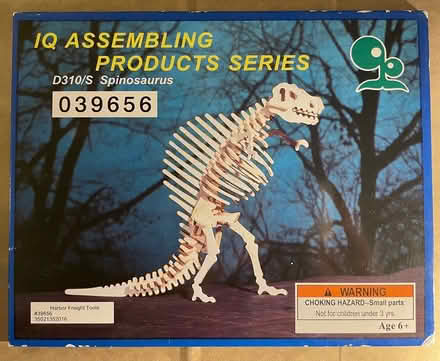 IQ ASSEMBLING
PRODUCTS SERIES
D310/S Spinosaurus
039656
Harbor Freight Tools
#39656
35021352016
WARNING
CHOKING HAZARD--Small parts
Not for children under 3 yrs.
Age 6+